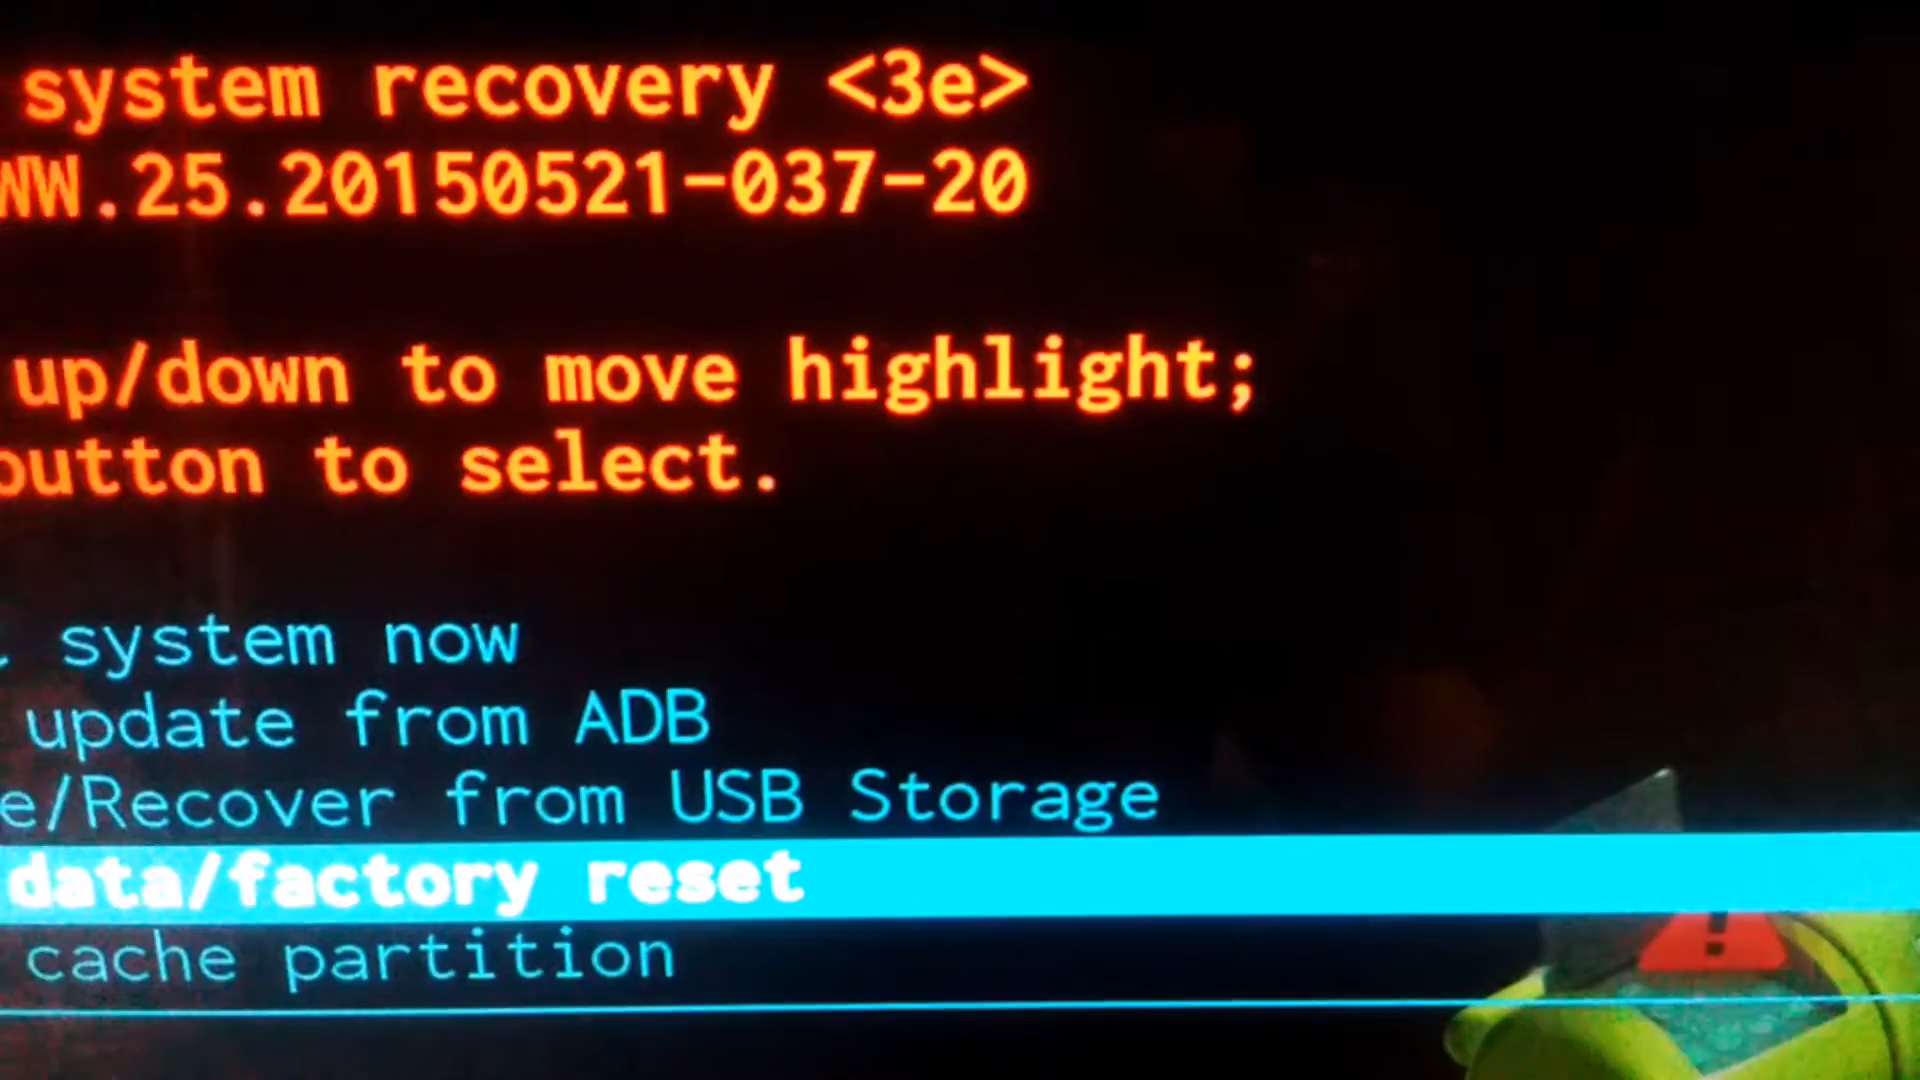 system recovery <3e>
WW.25.20150521-037-20
up/down to move highlight;
button to select.
system now
update from ADB
e/Recover from USB Storage
data/factory reset
cache partition